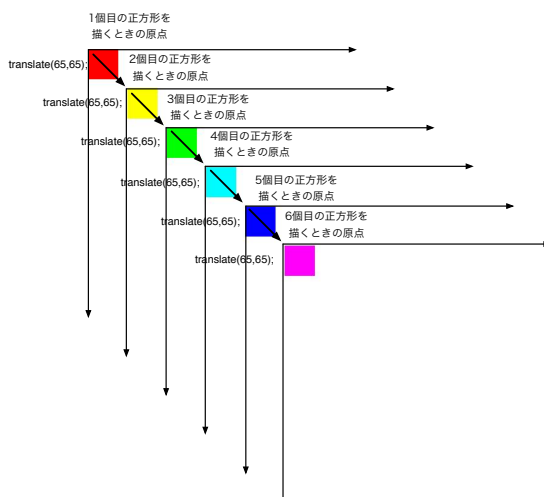 1個目の正方形を
描くときの原点
translate(65,65);
2個目の正方形を
描くときの原点
translate(65,65);
3個目の正方形を
描くときの原点
translate(65,65);
4個目の正方形を
描くときの原点
translate(65,65);
5個目の正方形を
描くときの原点
translate(65,65);
6個目の正方形を
描くときの原点
translate(65,65);